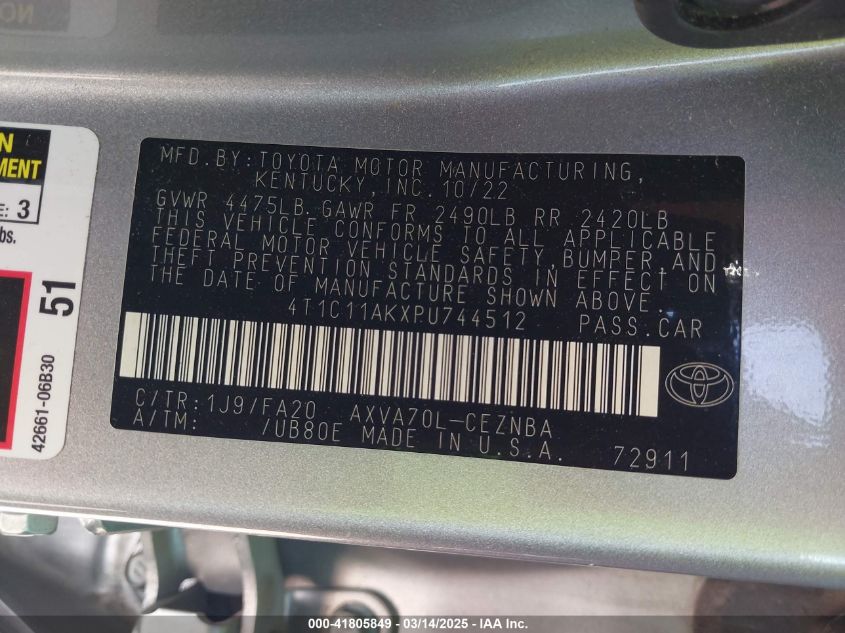 N
MENT
E: 3
bs.
51
42661-06B30
MFD.BY:TOYOTA MOTOR MANUFACTURING,
KENTUCKY,INC.10/22
GVWR 4475LB GAWR FR 2490LB RR 2420LB
THIS VEHICLE CONFORMS TO ALL APPLICABLE
FEDERAL MOTOR VEHICLE SAFETY, BUMPER AND
THEFT PREVENTION STANDARDS IN EFFECT ON
THE DATE OF MANUFACTURE SHOWN ABOVE.
4T1C11AKXPU744512 PASS.CAR
C/TR:1J9/FA20 AXVA70L-CEZNBA
A/TM: /UB80E MADE IN U.S.A.
72911
000-41805849 - 03/14/2025 - IAA Inc.